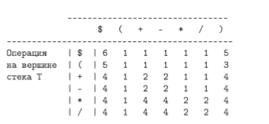 $ ( + - * / )
Операция | $ | 6 1 1 1 1 1 5
на вершине | ( | 5 1 1 1 1 1 3
стека T | + | 4 1 2 2 1 1 4
| - | 4 1 2 2 1 1 4
| * | 4 1 4 4 2 2 4
| / | 4 1 4 4 2 2 4